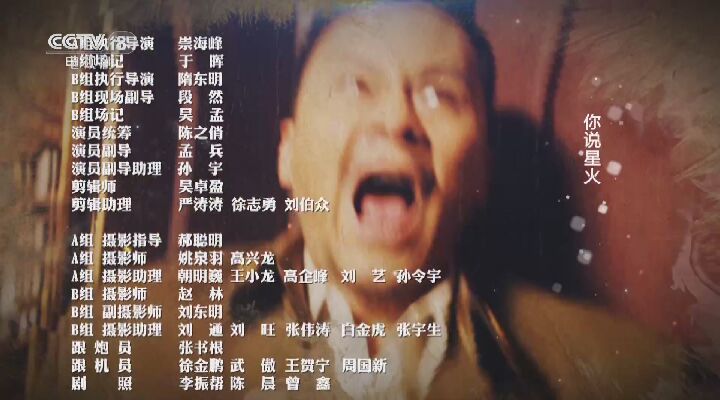 CCTV 8
电视剧
A组执行导演 崇海峰
B组场记 于 晖
B组执行导演 隋东明
B组现场副导 段 然
B组场记 吴 孟
演员统筹 陈之俏
演员副导 孟 兵
演员副导助理 孙 宇
剪辑师 吴卓盈
剪辑助理 严涛涛 徐志勇 刘伯众
A组 摄影指导 郝聪明
A组 摄影师 姚泉羽 高兴龙
A组 摄影助理 朝明巍 王小龙 高企峰 刘 艺 孙令宇
B组 摄影师 赵 林
B组 副摄影师 刘东明
B组 摄影助理 刘 通 刘 旺 张伟涛 白金虎 张宇生
跟 炮 员 张书根
跟 机 员 徐金鹏 武 傲 王贺宁 周国新
剧 照 李振帮 陈 晨 曾 鑫
你说星火